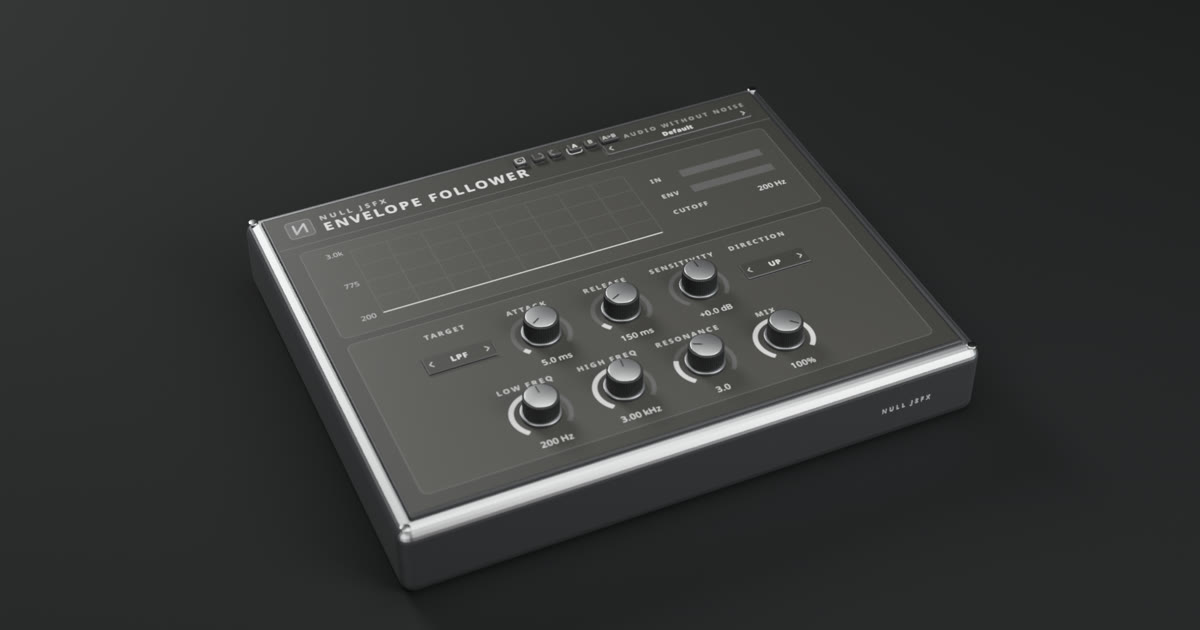 NULL JSFX
ENVELOPE FOLLOWER
A
B
A>B
AUDIO WITHOUT NOISE
< Default >
3.0k
775
200
IN
ENV
CUTOFF
200 Hz
TARGET
< LPF >
ATTACK
5.0 ms
RELEASE
150 ms
SENSITIVITY
+0.0 dB
DIRECTION
< UP >
LOW FREQ
200 Hz
HIGH FREQ
3.00 kHz
RESONANCE
3.0
MIX
100%
NULL JSFX